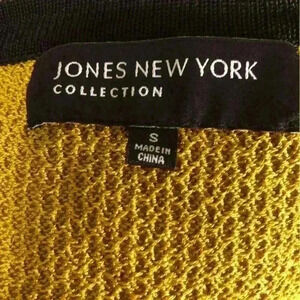 JONES NEW YORK
COLLECTION
S
MADE IN
CHINA